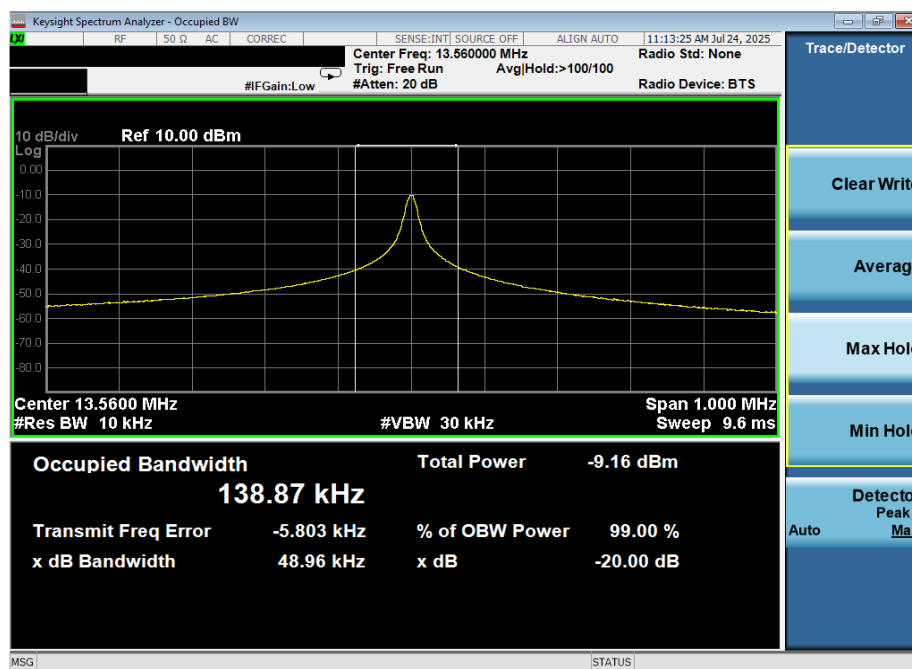 Keysight Spectrum Analyzer - Occupied BW
LXI RF 50 Ω AC CORREC SENSE:INT SOURCE OFF ALIGN AUTO 11:13:25 AM Jul 24, 2025
Center Freq: 13.560000 MHz Radio Std: None
Trig: Free Run Avg|Hold:>100/100
#IFGain:Low #Atten: 20 dB Radio Device: BTS
10 dB/div Ref 10.00 dBm
Log
0.00
-10.0
-20.0
-30.0
-40.0
-50.0
-60.0
-70.0
-80.0
Center 13.5600 MHz Span 1.000 MHz
#Res BW 10 kHz #VBW 30 kHz Sweep 9.6 ms
Occupied Bandwidth Total Power -9.16 dBm
138.87 kHz
Transmit Freq Error -5.803 kHz % of OBW Power 99.00 %
x dB Bandwidth 48.96 kHz x dB -20.00 dB
MSG STATUS
Trace/Detector
Clear Write
Averag
Max Hol
Min Hol
Detecto
Peak
Auto Ma